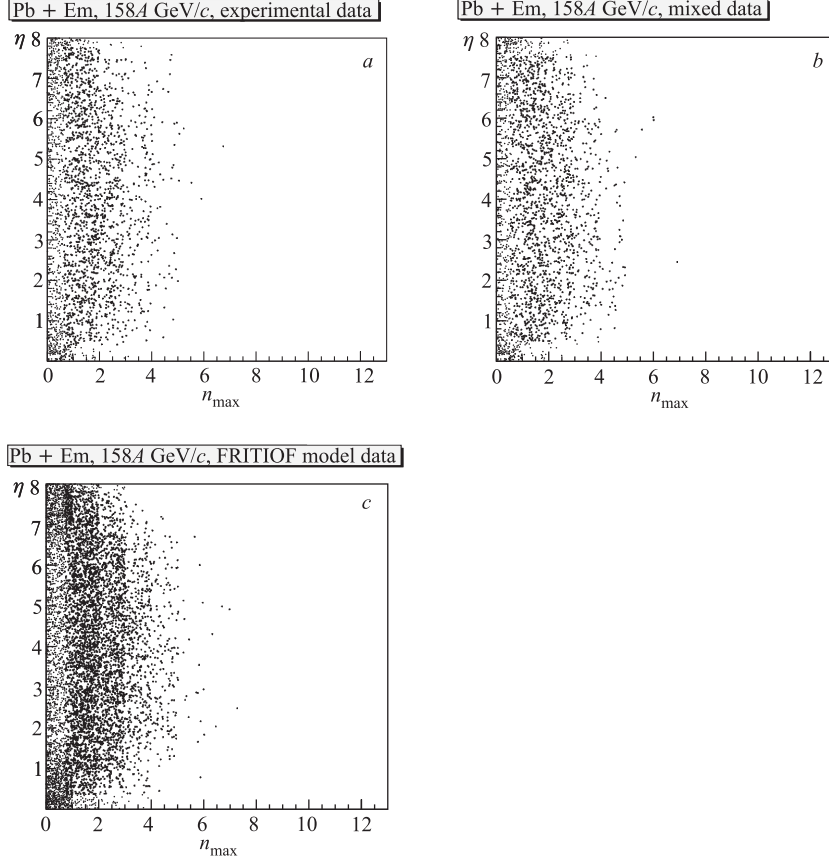 Pb + Em, 158A GeV/c, experimental data
Pb + Em, 158A GeV/c, mixed data
η 8
a
7
6
5
4
3
2
1
0 2 4 6 8 10 12
n_max
η 8
b
7
6
5
4
3
2
1
0 2 4 6 8 10 12
n_max
Pb + Em, 158A GeV/c, FRITIOF model data
η 8
c
7
6
5
4
3
2
1
0 2 4 6 8 10 12
n_max